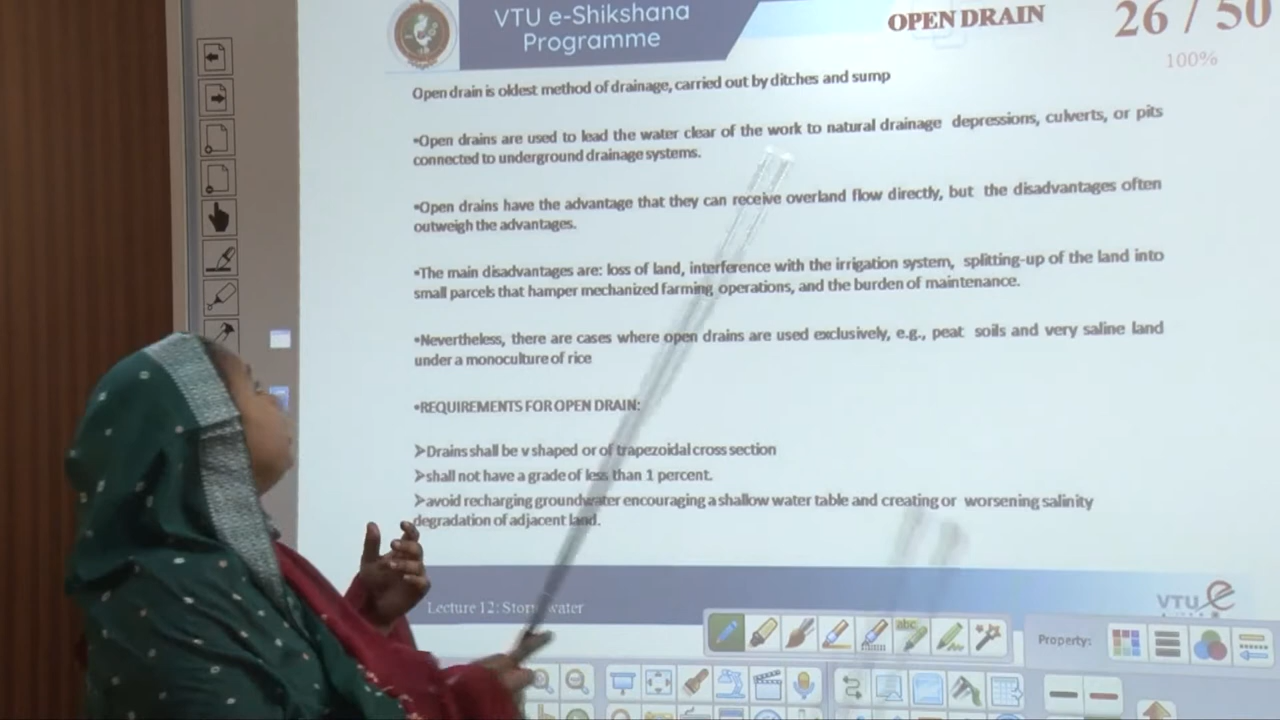 VTU e-Shikshana
Programme
OPEN DRAIN
26 / 50
100%
Open drain is oldest method of drainage, carried out by ditches and sump
•Open drains are used to lead the water clear of the work to natural drainage depressions, culverts, or pits
connected to underground drainage systems.
•Open drains have the advantage that they can receive overland flow directly, but the disadvantages often
outweigh the advantages.
•The main disadvantages are: loss of land, interference with the irrigation system, splitting-up of the land into
small parcels that hamper mechanized farming operations, and the burden of maintenance.
•Nevertheless, there are cases where open drains are used exclusively, e.g., peat soils and very saline land
under a monoculture of rice
•REQUIREMENTS FOR OPEN DRAIN:
➢Drains shall be v shaped or of trapezoidal cross section
➢shall not have a grade of less than 1 percent.
➢avoid recharging groundwater encouraging a shallow water table and creating or worsening salinity
degradation of adjacent land.
Lecture 12: Storm water
VTU e
abc
Property: